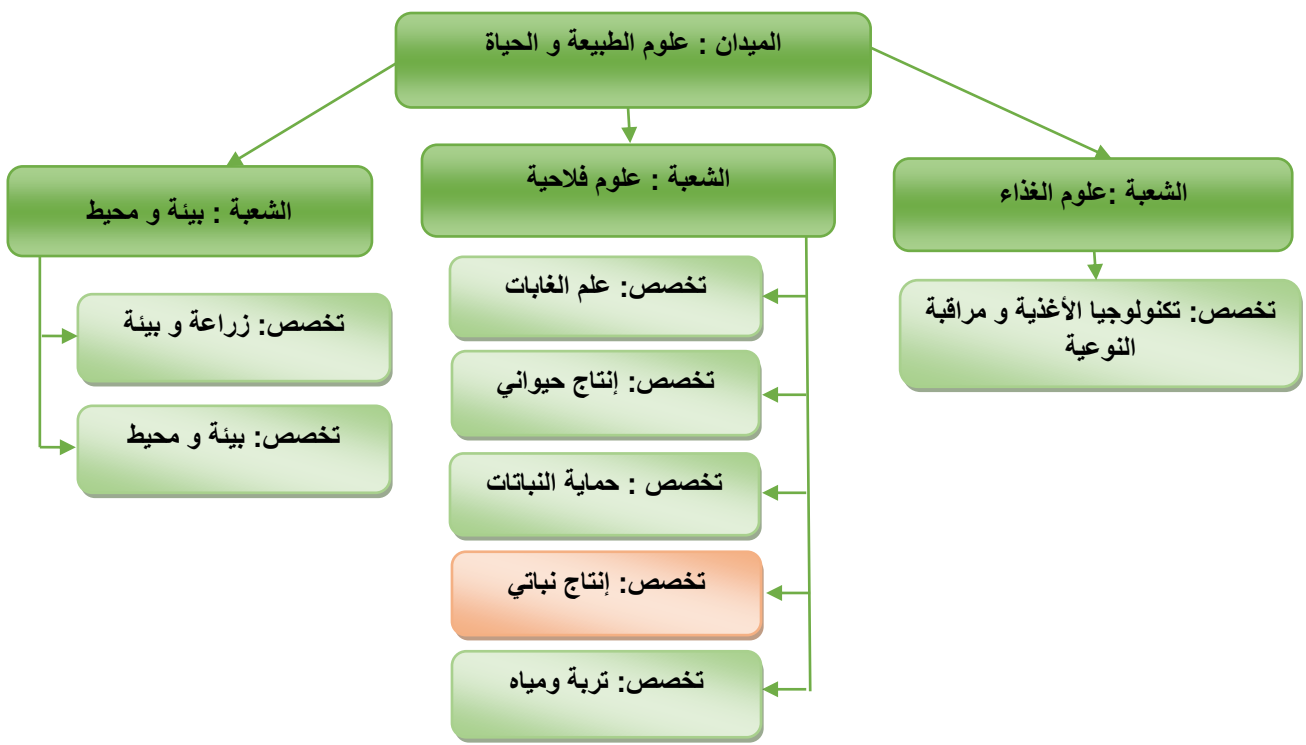 الميدان : علوم الطبيعة و الحياة
الشعبة :علوم الغذاء
تخصص: تكنولوجيا الأغذية و مراقبة
النوعية
الشعبة : علوم فلاحية
تخصص: علم الغابات
تخصص: إنتاج حيواني
تخصص : حماية النباتات
تخصص: إنتاج نباتي
تخصص: تربة ومياه
الشعبة : بيئة و محيط
تخصص: زراعة و بيئة
تخصص: بيئة و محيط